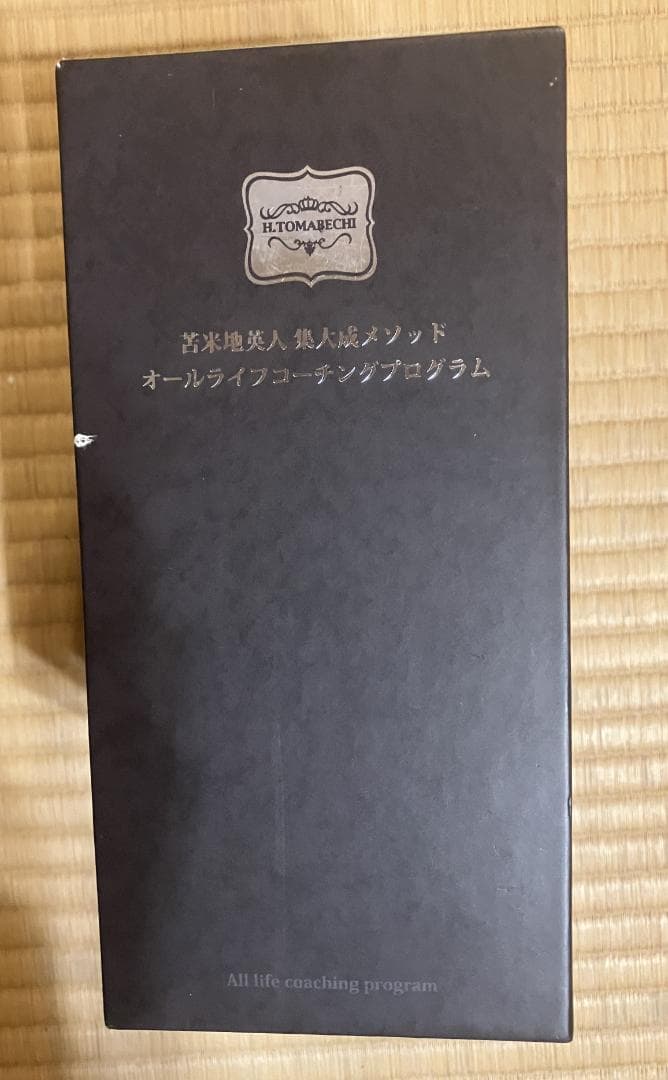 H.TOMABECHI
苫米地英人 集大成メソッド
オールライフコーチングプログラム
All life coaching program